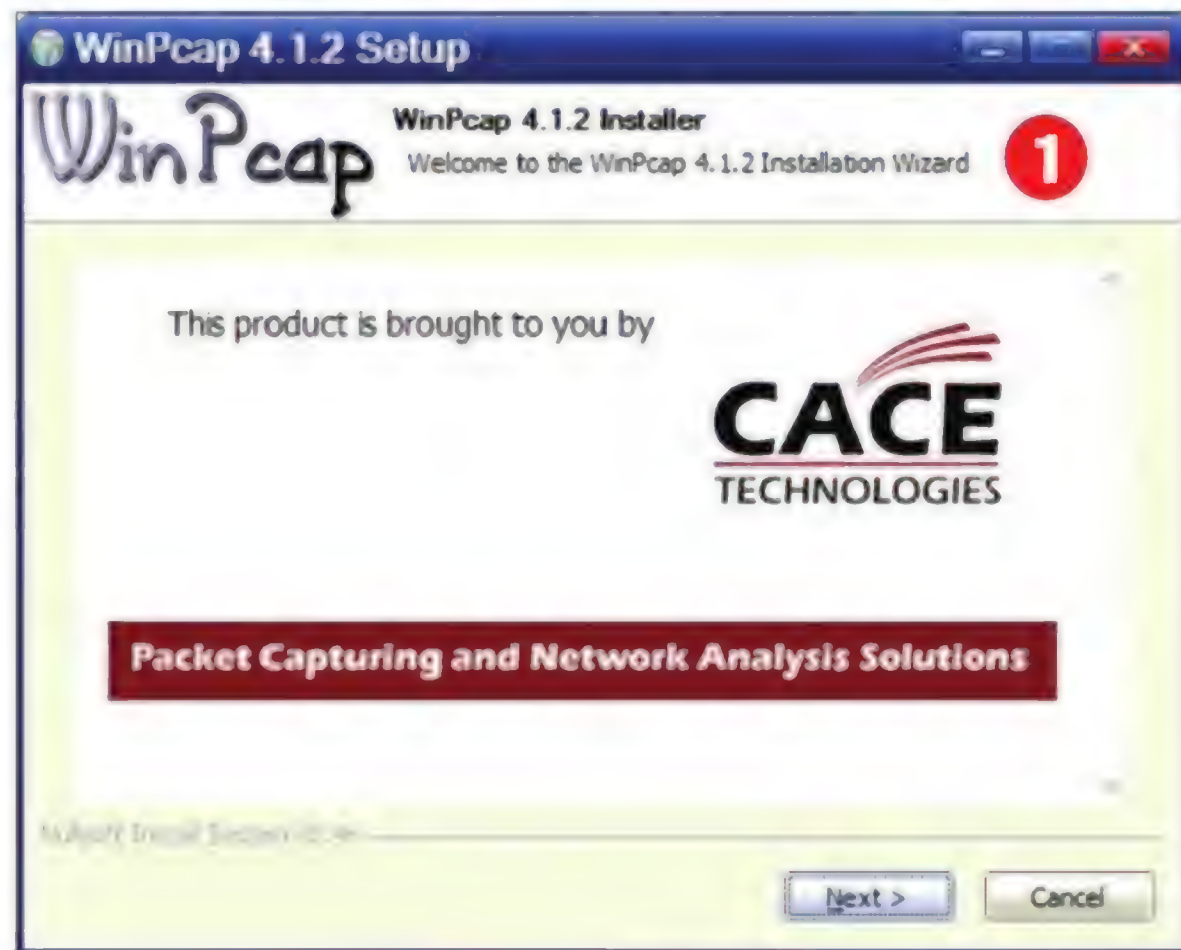 WinPcap 4.1.2 Setup
WinPcap
WinPcap 4.1.2 Installer
Welcome to the WinPcap 4.1.2 Installation Wizard
1
This product is brought to you by
CACE
TECHNOLOGIES
Packet Capturing and Network Analysis Solutions
Install
Next >
Cancel